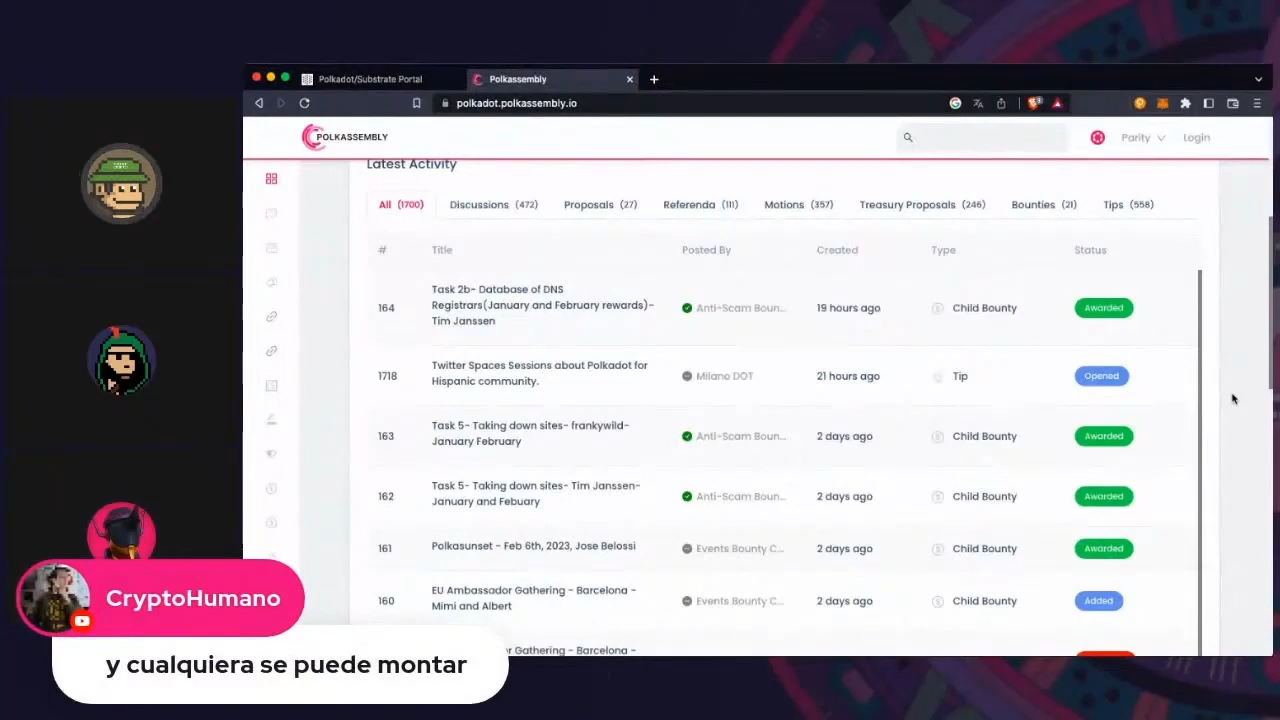 Polkadot/Substrate Portal
Polkassembly
polkadot.polkassembly.io
POLKASSEMBLY
Parity
Login
Latest Activity
All (1700)
Discussions (472)
Proposals (27)
Referenda (111)
Motions (357)
Treasury Proposals (246)
Bounties (21)
Tips (558)
# Title Posted By Created Type Status
Task 2b- Database of DNS
164 Registrars(January and February rewards)- Anti-Scam Boun... 19 hours ago Child Bounty Awarded
Tim Janssen
Twitter Spaces Sessions about Polkadot for
1718 Milano DOT 21 hours ago Tip Opened
Hispanic community.
Task 5- Taking down sites- frankywild-
163 Anti-Scam Boun... 2 days ago Child Bounty Awarded
January February
Task 5- Taking down sites- Tim Janssen-
162 Anti-Scam Boun... 2 days ago Child Bounty Awarded
January and Febuary
161 Polkasunset - Feb 6th, 2023, Jose Belossi Events Bounty C... 2 days ago Child Bounty Awarded
EU Ambassador Gathering - Barcelona -
160 Events Bounty C... 2 days ago Child Bounty Added
Mimi and Albert
Gathering - Barcelona -
CryptoHumano
y cualquiera se puede montar